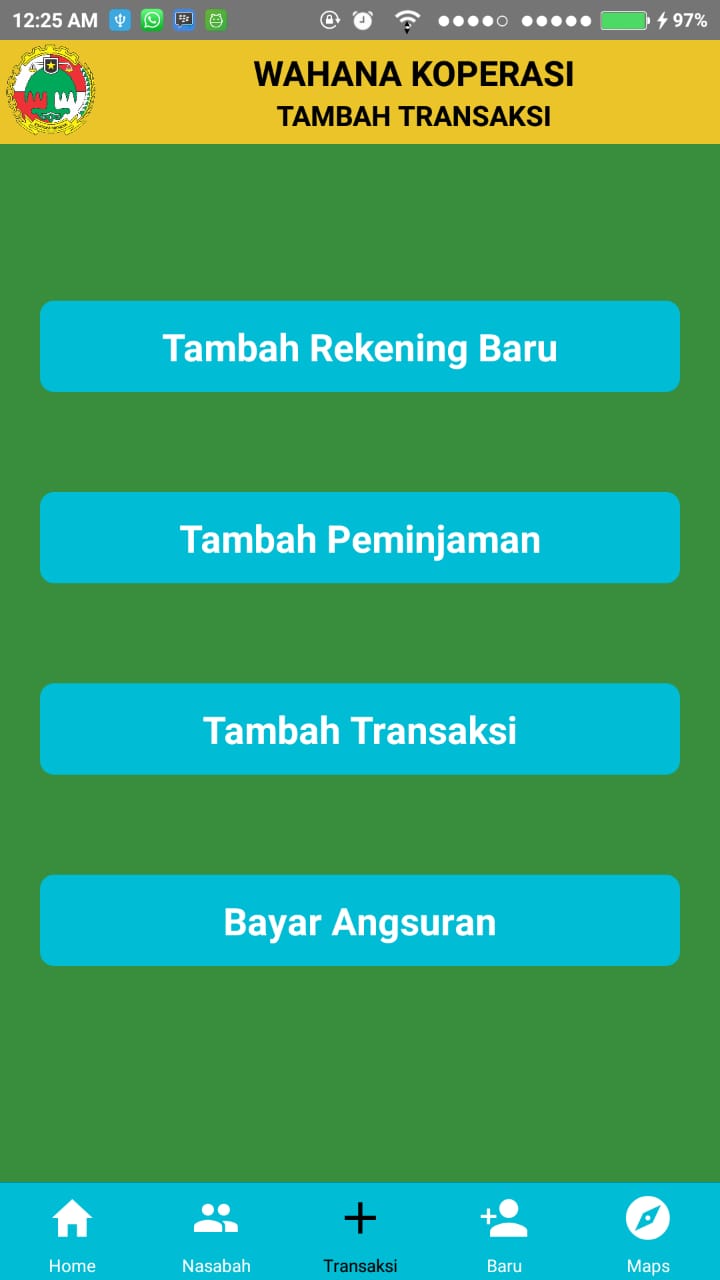 12:25 AM
97%
WAHANA KOPERASI
TAMBAH TRANSAKSI
Tambah Rekening Baru
Tambah Peminjaman
Tambah Transaksi
Bayar Angsuran
Home
Nasabah
Transaksi
Baru
Maps